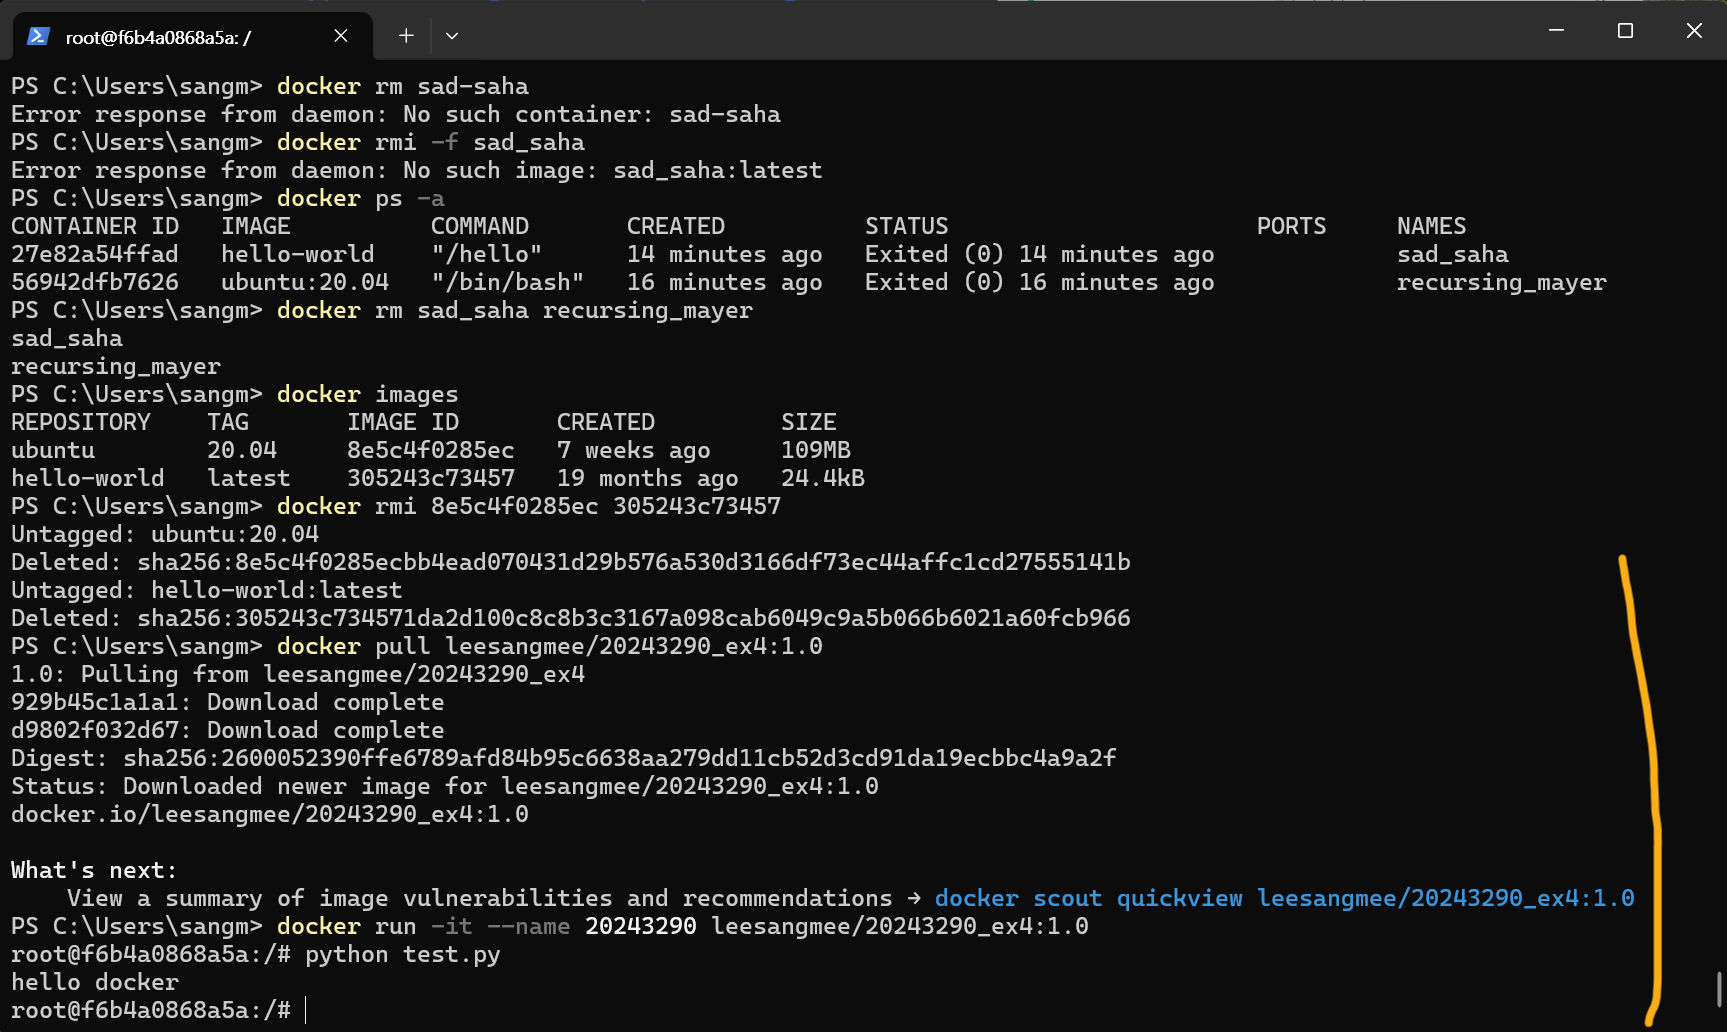 root@f6b4a0868a5a: /
PS C:\Users\sangm> docker rm sad-saha
Error response from daemon: No such container: sad-saha
PS C:\Users\sangm> docker rmi -f sad_saha
Error response from daemon: No such image: sad_saha:latest
PS C:\Users\sangm> docker ps -a
CONTAINER ID   IMAGE          COMMAND       CREATED          STATUS                      PORTS     NAMES
27e82a54ffad   hello-world    "/hello"      14 minutes ago   Exited (0) 14 minutes ago             sad_saha
56942dfb7626   ubuntu:20.04   "/bin/bash"   16 minutes ago   Exited (0) 16 minutes ago             recursing_mayer
PS C:\Users\sangm> docker rm sad_saha recursing_mayer
sad_saha
recursing_mayer
PS C:\Users\sangm> docker images
REPOSITORY    TAG       IMAGE ID       CREATED         SIZE
ubuntu        20.04     8e5c4f0285ec   7 weeks ago     109MB
hello-world   latest    305243c73457   19 months ago   24.4kB
PS C:\Users\sangm> docker rmi 8e5c4f0285ec 305243c73457
Untagged: ubuntu:20.04
Deleted: sha256:8e5c4f0285ecbb4ead070431d29b576a530d3166df73ec44affc1cd27555141b
Untagged: hello-world:latest
Deleted: sha256:305243c734571da2d100c8c8b3c3167a098cab6049c9a5b066b6021a60fcb966
PS C:\Users\sangm> docker pull leesangmee/20243290_ex4:1.0
1.0: Pulling from leesangmee/20243290_ex4
929b45c1a1a1: Download complete
d9802f032d67: Download complete
Digest: sha256:2600052390ffe6789afd84b95c6638aa279dd11cb52d3cd91da19ecbbc4a9a2f
Status: Downloaded newer image for leesangmee/20243290_ex4:1.0
docker.io/leesangmee/20243290_ex4:1.0
What's next:
    View a summary of image vulnerabilities and recommendations → docker scout quickview leesangmee/20243290_ex4:1.0
PS C:\Users\sangm> docker run -it --name 20243290 leesangmee/20243290_ex4:1.0
root@f6b4a0868a5a:/# python test.py
hello docker
root@f6b4a0868a5a:/#